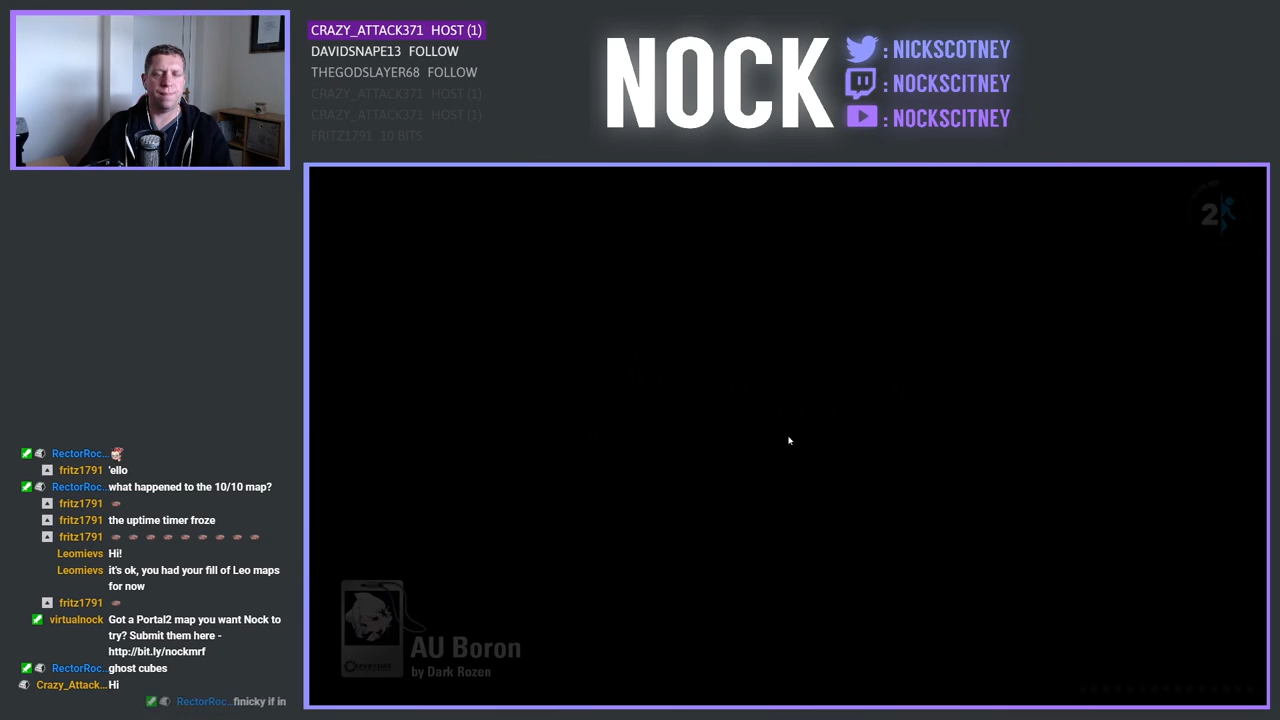 CRAZY_ATTACK371 HOST (1)
DAVIDSNAPE13 FOLLOW
THEGODSLAYER68 FOLLOW
CRAZY_ATTACK371 HOST (1)
CRAZY_ATTACK371 HOST (1)
FRITZ1791 10 BITS
NOCK
: NICKSCOTNEY
: NOCKSCITNEY
: NOCKSCITNEY
2
RectorRoc...
fritz1791 'ello
RectorRoc... what happened to the 10/10 map?
fritz1791
fritz1791 the uptime timer froze
fritz1791
Leomievs Hi!
Leomievs it's ok, you had your fill of Leo maps
for now
fritz1791
virtualnock Got a Portal2 map you want Nock to
try? Submit them here -
http://bit.ly/nockmrf
RectorRoc... ghost cubes
Crazy_Attack... Hi
RectorRoc... finicky if in
AU Boron
by Dark Rozen